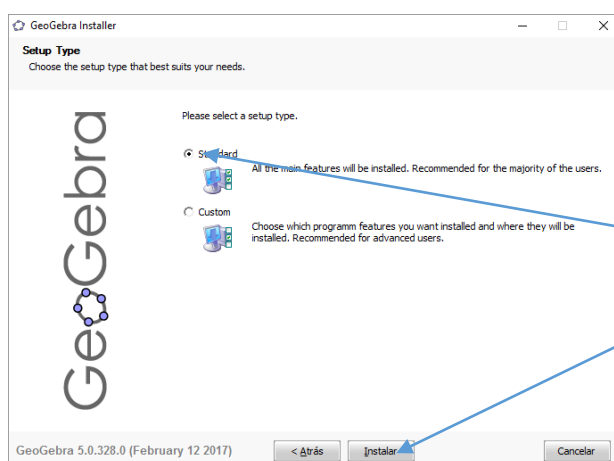 GeoGebra Installer
Setup Type
Choose the setup type that best suits your needs.
GeoGebra
Please select a setup type.
Standard
All the main features will be installed. Recommended for the majority of the users.
Custom
Choose which programm features you want installed and where they will be
installed. Recommended for advanced users.
GeoGebra 5.0.328.0 (February 12 2017)
< Atrás
Instalar
Cancelar